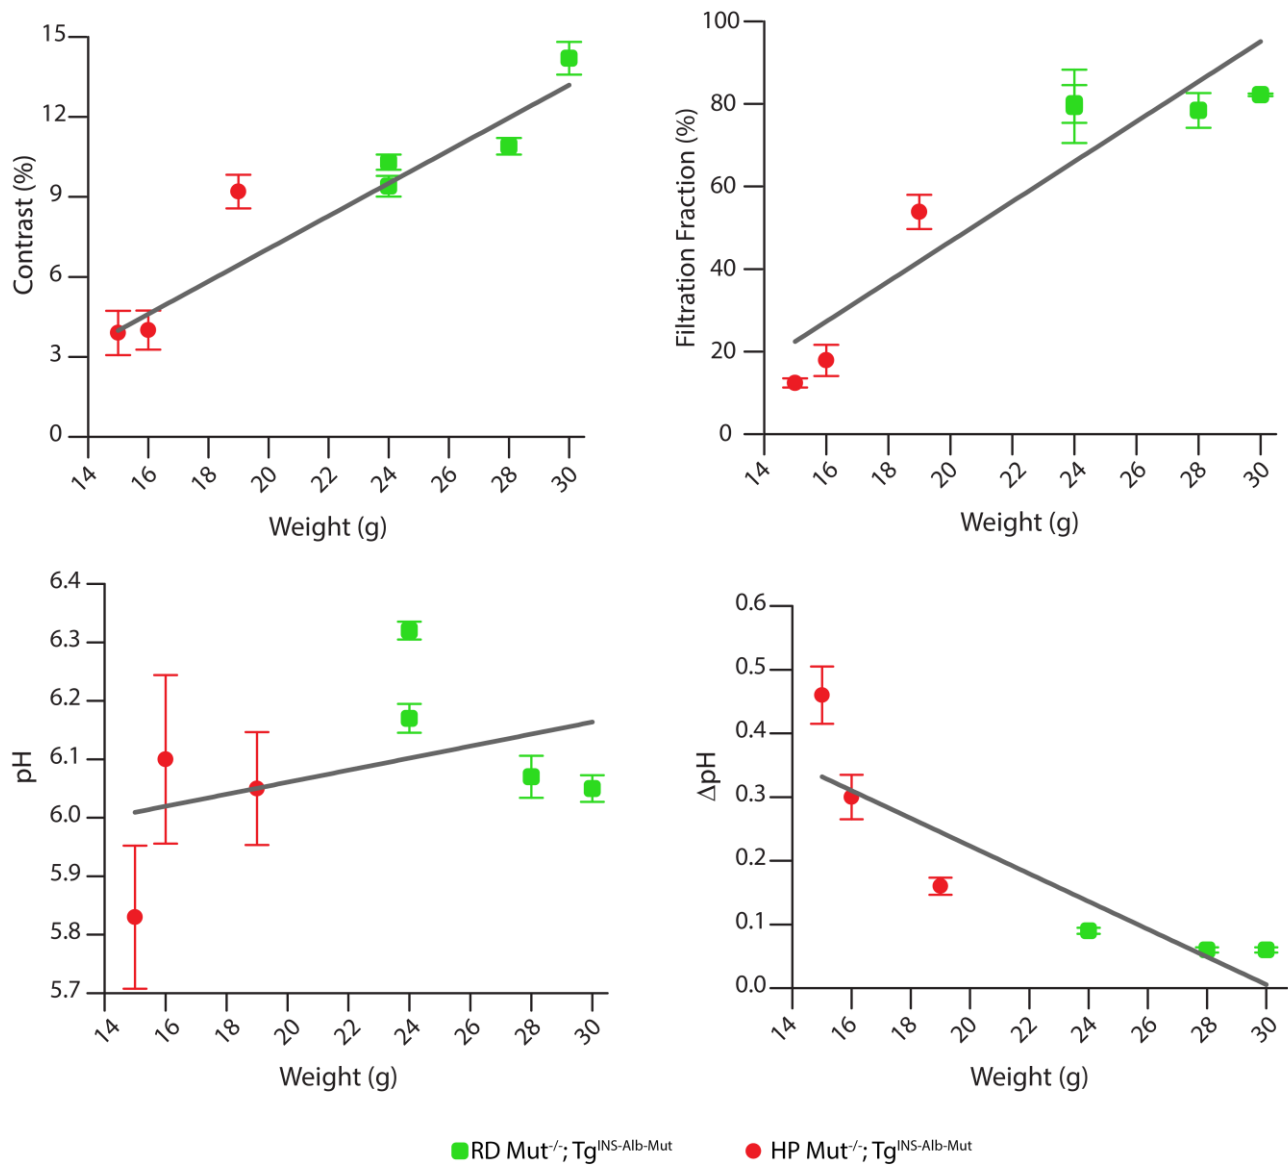 15
12
9
6
3
0
Contrast (%)
14 16 18 20 22 24 26 28 30
Weight (g)
100
80
60
40
20
0
Filtration Fraction (%)
14 16 18 20 22 24 26 28 30
Weight (g)
6.4
6.3
6.2
6.1
6.0
5.9
5.8
5.7
pH
14 16 18 20 22 24 26 28 30
Weight (g)
0.6
0.5
0.4
0.3
0.2
0.1
0.0
ΔpH
14 16 18 20 22 24 26 28 30
Weight (g)
RD Mut-/-; TgINS-Alb-Mut
HP Mut-/-; TgINS-Alb-Mut